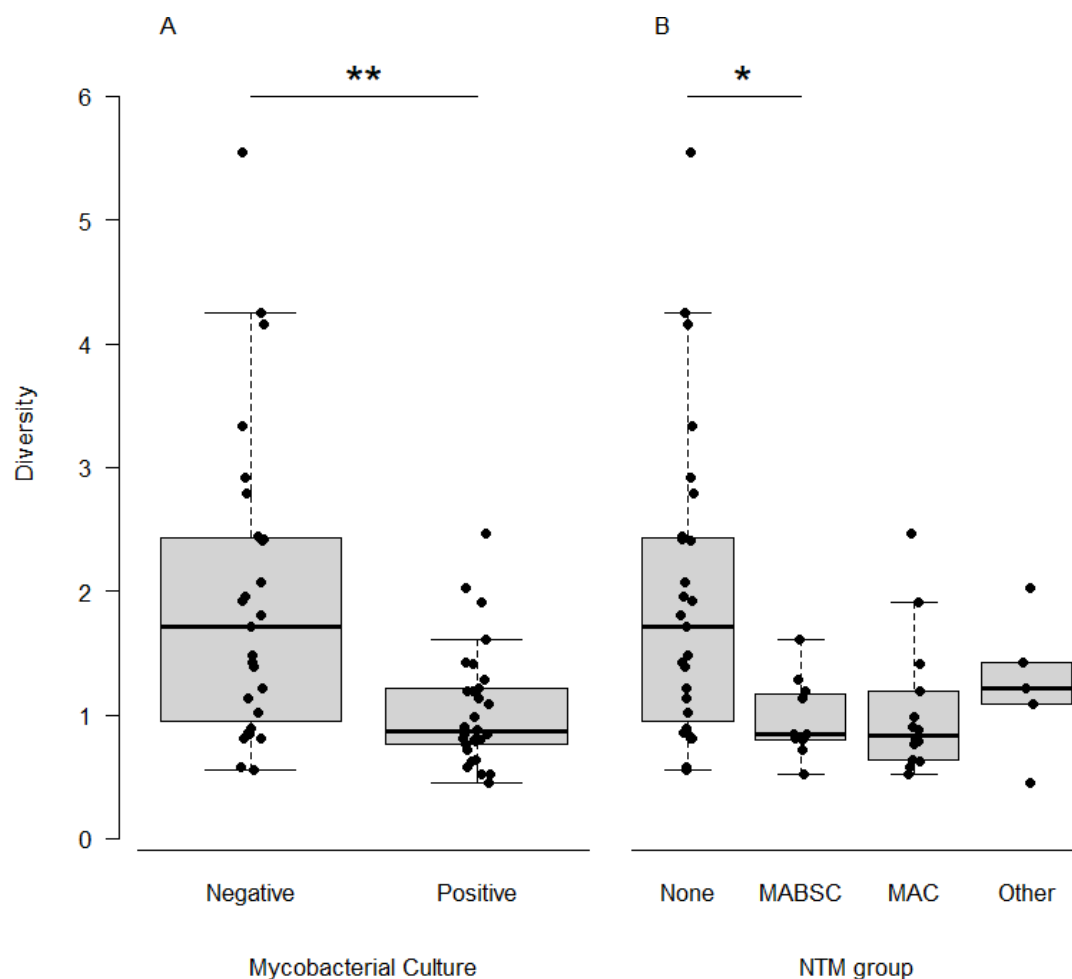 A B
** *
6
5
4
3
2
1
0
Diversity
Negative Positive None MABSC MAC Other
Mycobacterial Culture NTM group